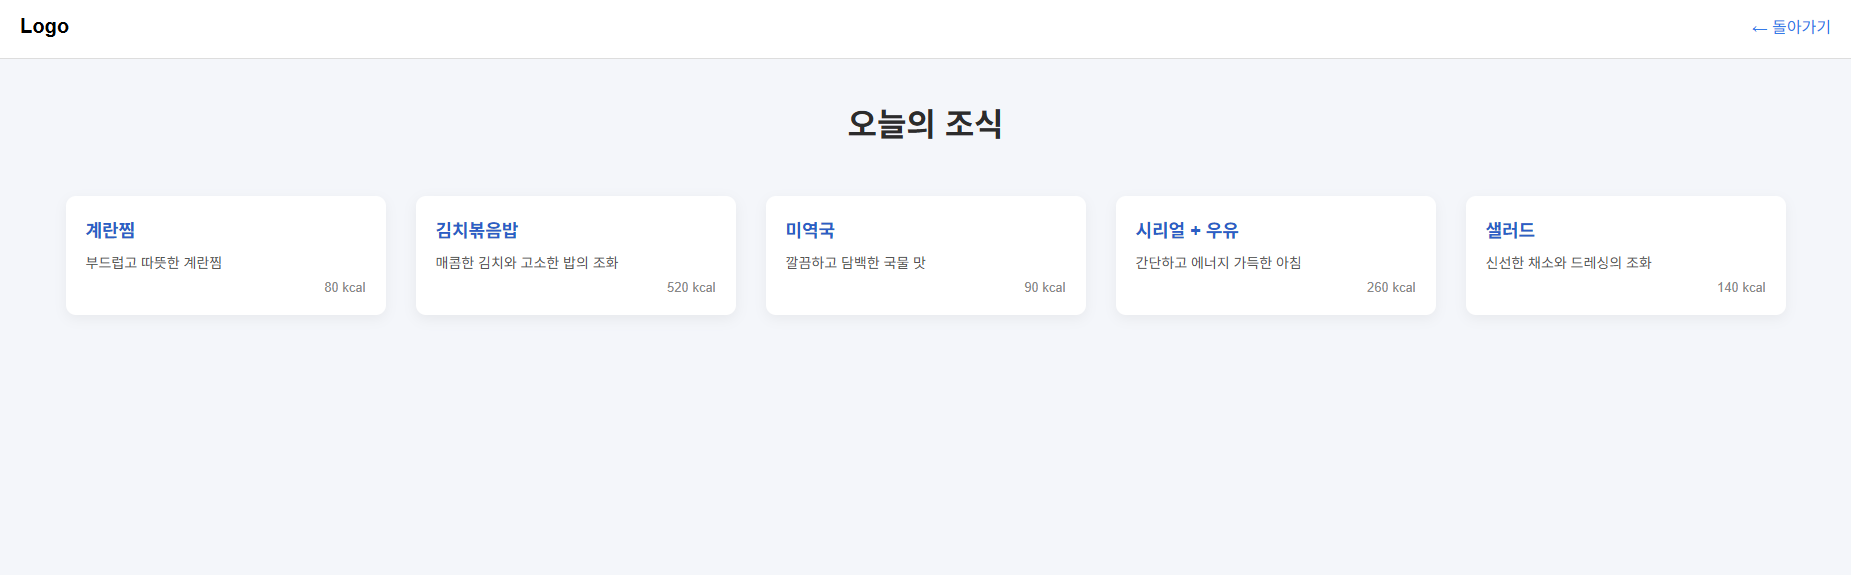 Logo
← 돌아가기
오늘의 조식
계란찜
부드럽고 따뜻한 계란찜
80 kcal
김치볶음밥
매콤한 김치와 고소한 밥의 조화
520 kcal
미역국
깔끔하고 담백한 국물 맛
90 kcal
시리얼 + 우유
간단하고 에너지 가득한 아침
260 kcal
샐러드
신선한 채소와 드레싱의 조화
140 kcal